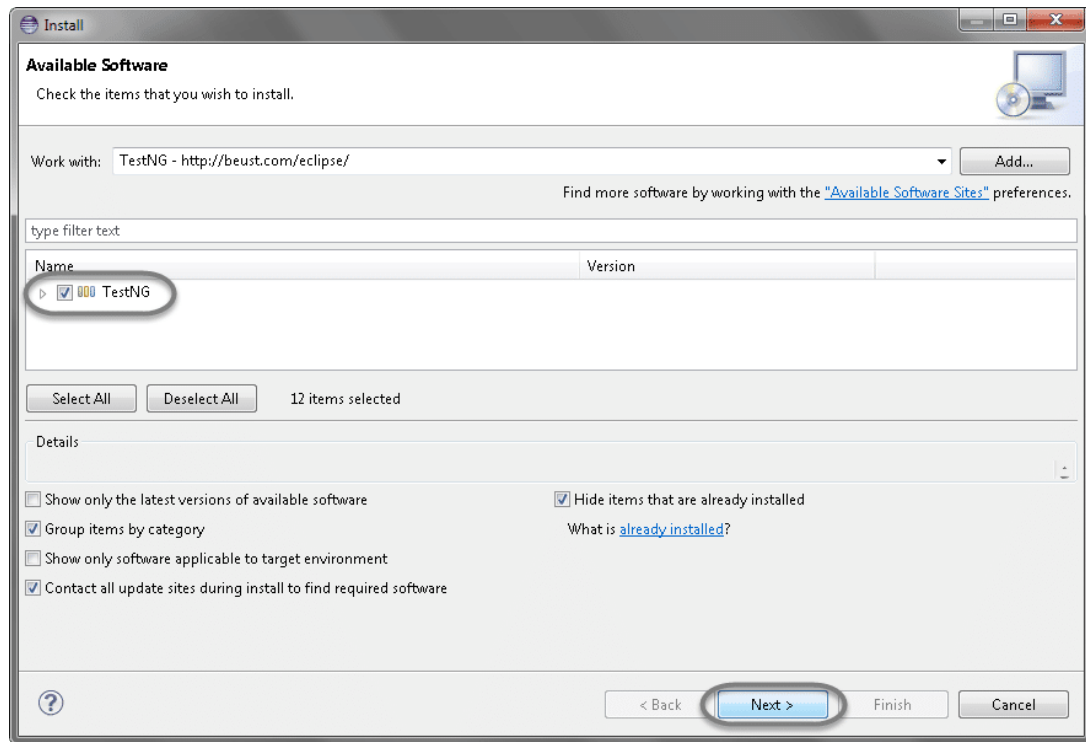 Install
Available Software
Check the items that you wish to install.
Work with: TestNG - http://beust.com/eclipse/ Add...
Find more software by working with the "Available Software Sites" preferences.
type filter text
Name Version
TestNG
Select All Deselect All 12 items selected
Details
Show only the latest versions of available software Hide items that are already installed
Group items by category What is already installed?
Show only software applicable to target environment
Contact all update sites during install to find required software
? < Back Next > Finish Cancel